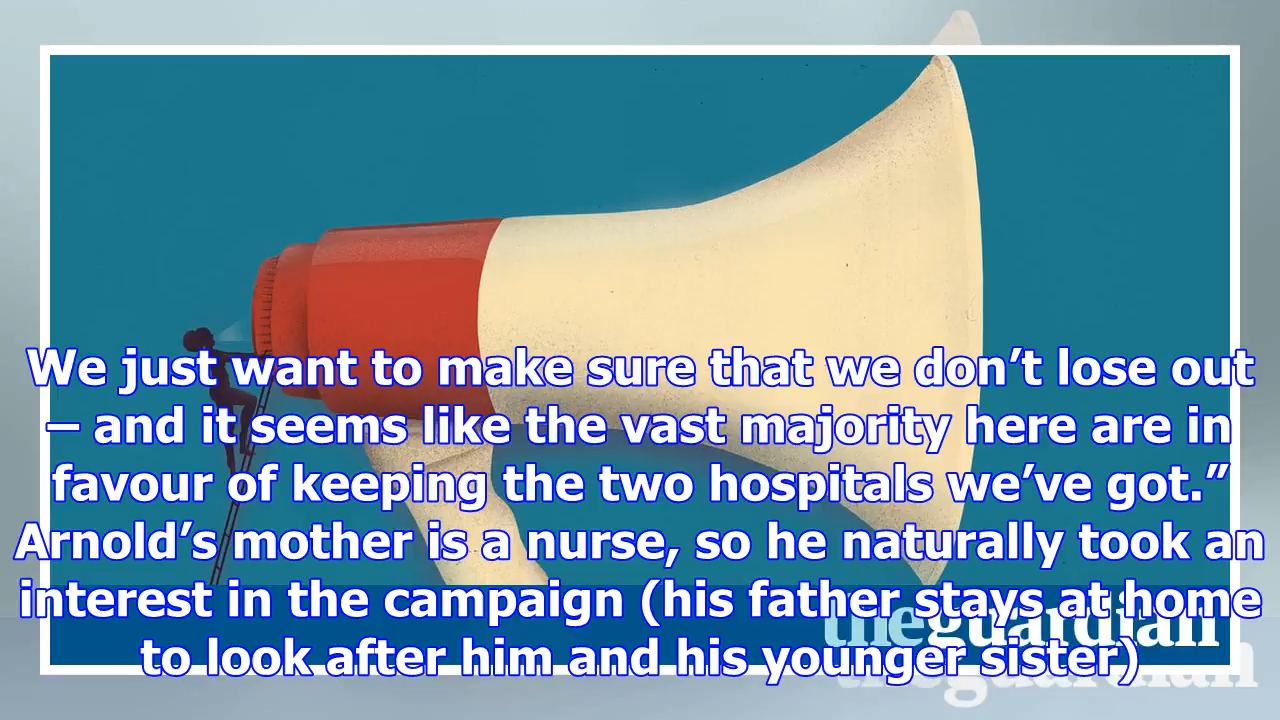 We just want to make sure that we don’t lose out
– and it seems like the vast majority here are in
favour of keeping the two hospitals we’ve got.”
Arnold’s mother is a nurse, so he naturally took an
interest in the campaign (his father stays at home
to look after him and his younger sister)
theguardian
theguardian